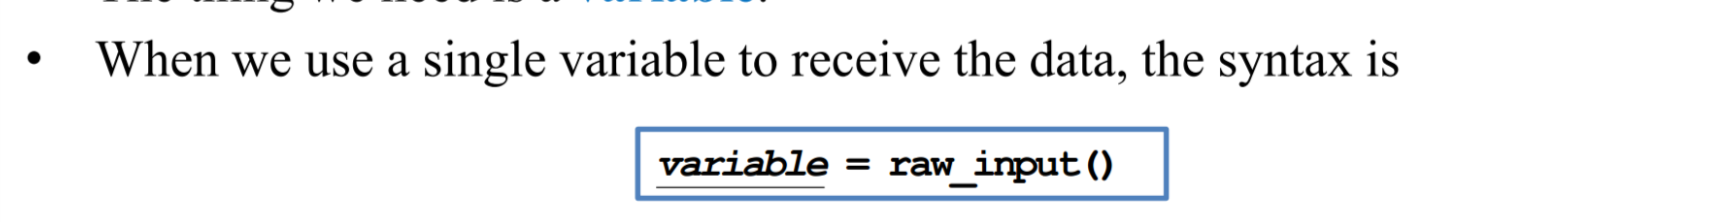 • When we use a single variable to receive the data, the syntax is
variable = raw_input()